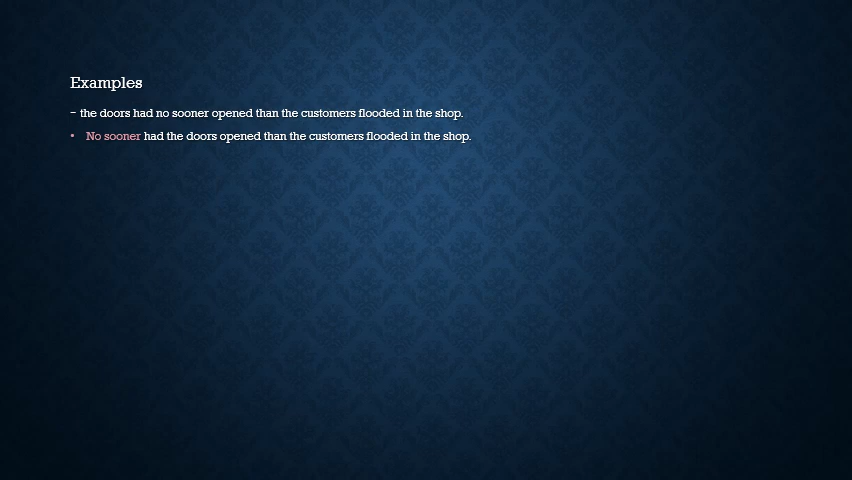 Examples
– the doors had no sooner opened than the customers flooded in the shop.
• No sooner had the doors opened than the customers flooded in the shop.